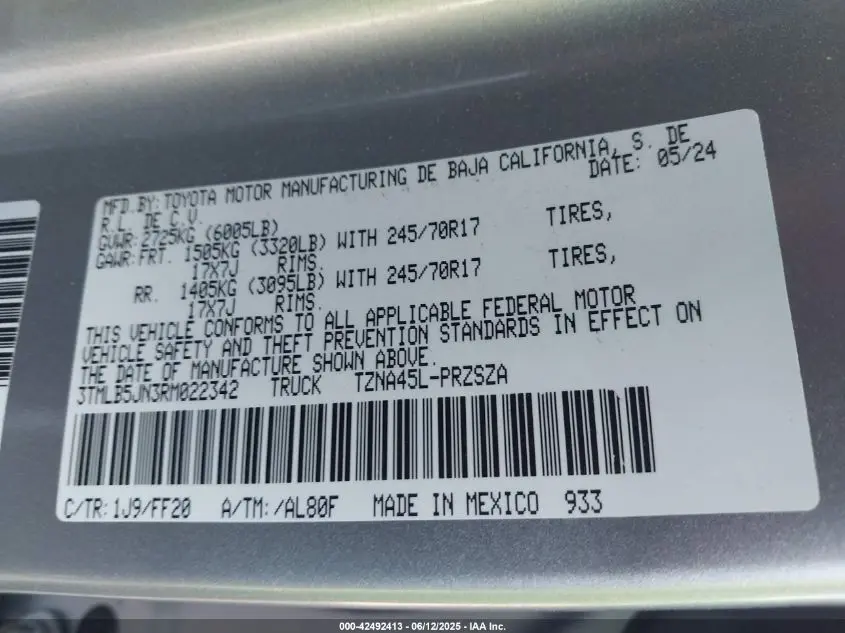 MFD.BY: TOYOTA MOTOR MANUFACTURING DE BAJA CALIFORNIA, S. DE
R.L. DE C.V. DATE: 05/24
GVWR: 2725KG (6005LB)
GAWR: FRT. 1505KG (3320LB) WITH 245/70R17 TIRES,
17X7J RIMS.
RR. 1405KG (3095LB) WITH 245/70R17 TIRES,
17X7J RIMS.
THIS VEHICLE CONFORMS TO ALL APPLICABLE FEDERAL MOTOR
VEHICLE SAFETY AND THEFT PREVENTION STANDARDS IN EFFECT ON
THE DATE OF MANUFACTURE SHOWN ABOVE.
3TMLB5JN3RM022342 TRUCK TZNA45L-PRZSZA
C/TR: 1J9/FF20 A/TM: /AL80F MADE IN MEXICO 933
000-42492413 - 06/12/2025 - IAA Inc.